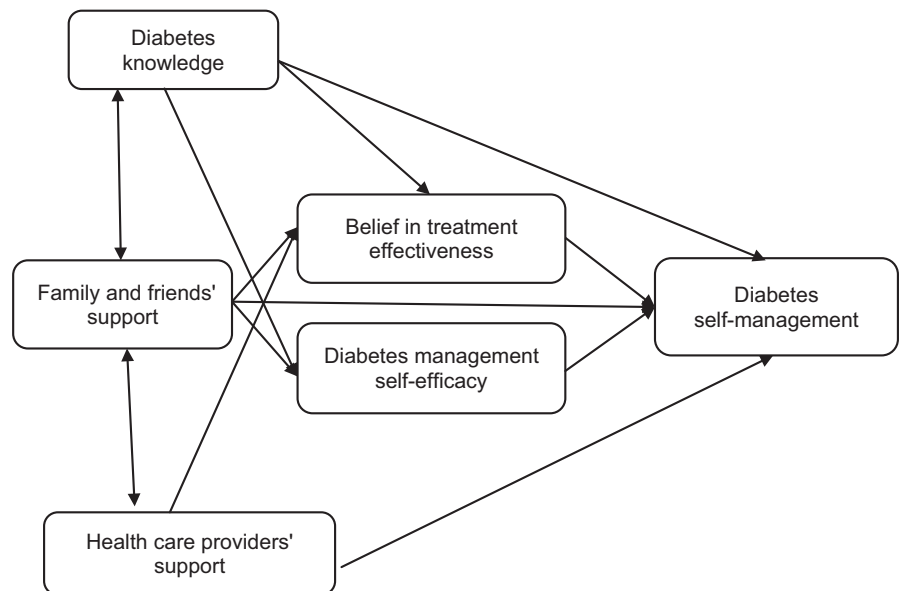 Diabetes
knowledge
Belief in treatment
effectiveness
Family and friends'
support
Diabetes
self-management
Diabetes management
self-efficacy
Health care providers'
support